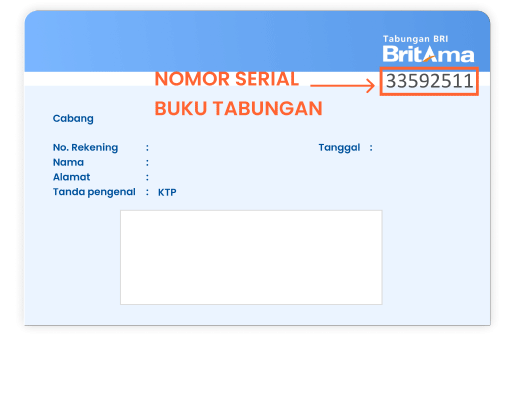 Tabungan BRI
BritAma
NOMOR SERIAL
33592511
BUKU TABUNGAN
Cabang
No. Rekening :
Tanggal :
Nama :
Alamat :
Tanda pengenal : KTP